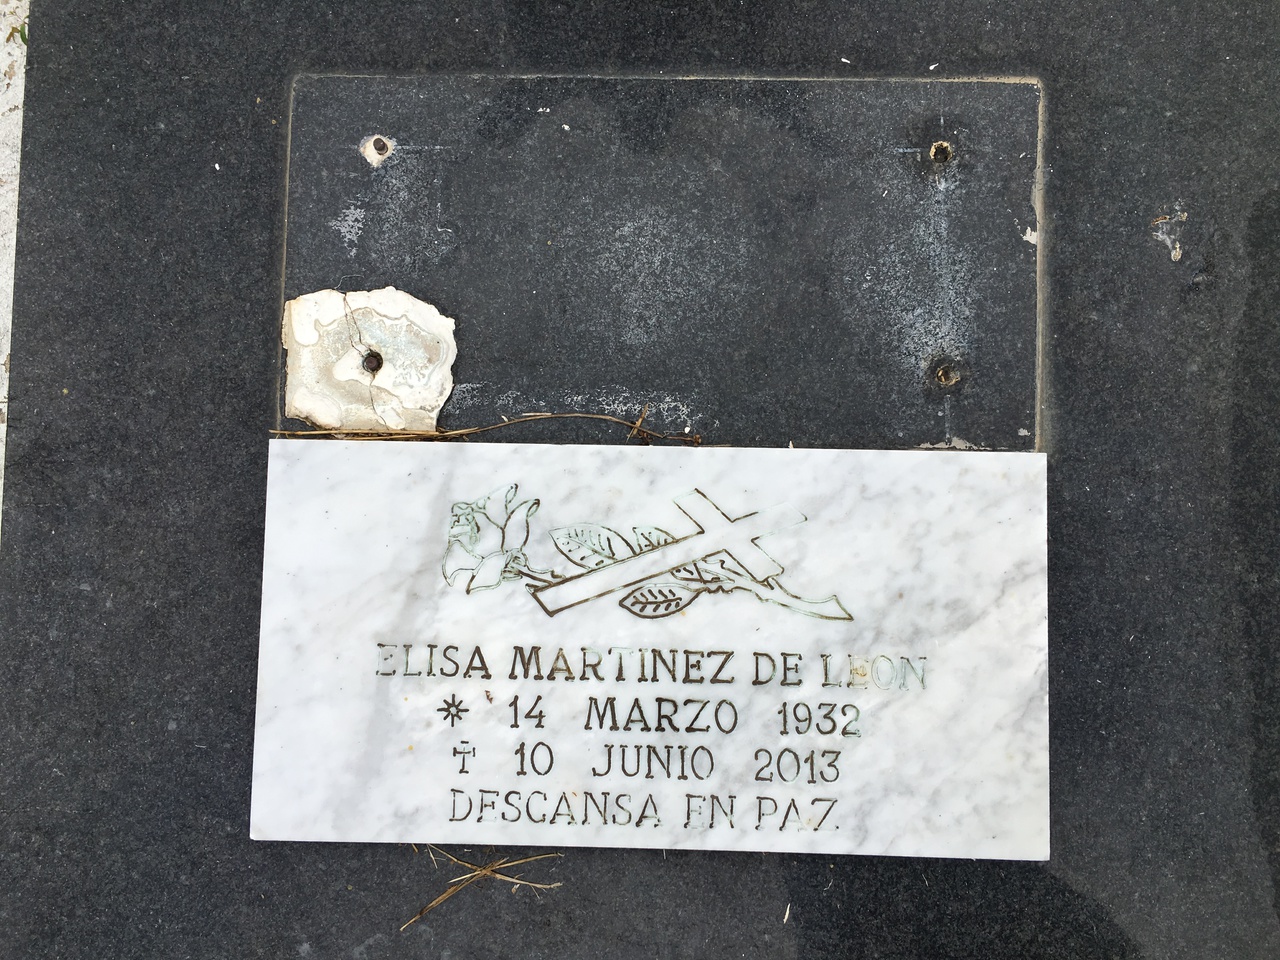 ELISA MARTINEZ DE LEON
* 14 MARZO 1932
✝ 10 JUNIO 2013
DESCANSA EN PAZ